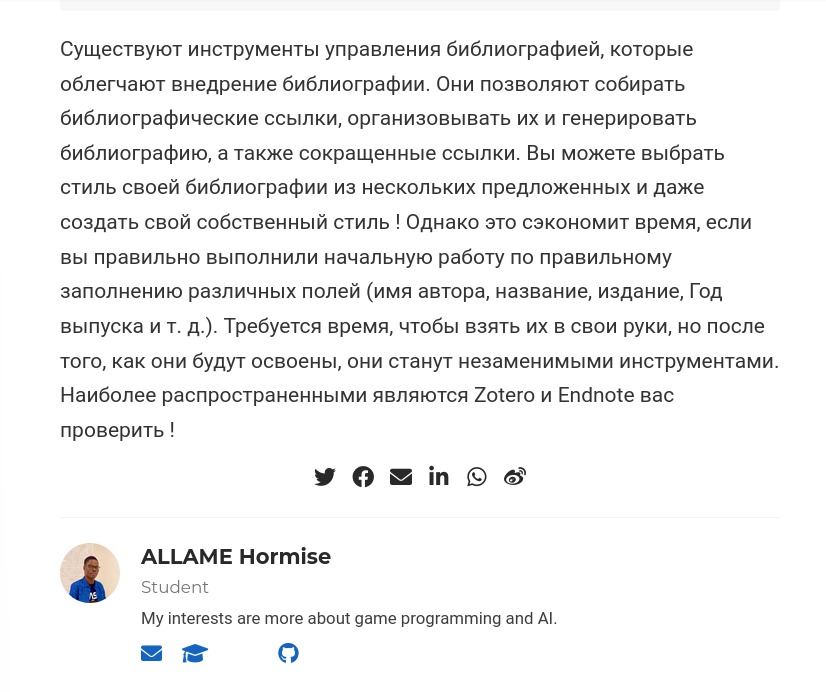 Существуют инструменты управления библиографией, которые
облегчают внедрение библиографии. Они позволяют собирать
библиографические ссылки, организовывать их и генерировать
библиографию, а также сокращенные ссылки. Вы можете выбрать
стиль своей библиографии из нескольких предложенных и даже
создать свой собственный стиль ! Однако это сэкономит время, если
вы правильно выполнили начальную работу по правильному
заполнению различных полей (имя автора, название, издание, Год
выпуска и т. д.). Требуется время, чтобы взять их в свои руки, но после
того, как они будут освоены, они станут незаменимыми инструментами.
Наиболее распространенными являются Zotero и Endnote вас
проверить !
ALLAME Hormise
Student
My interests are more about game programming and AI.